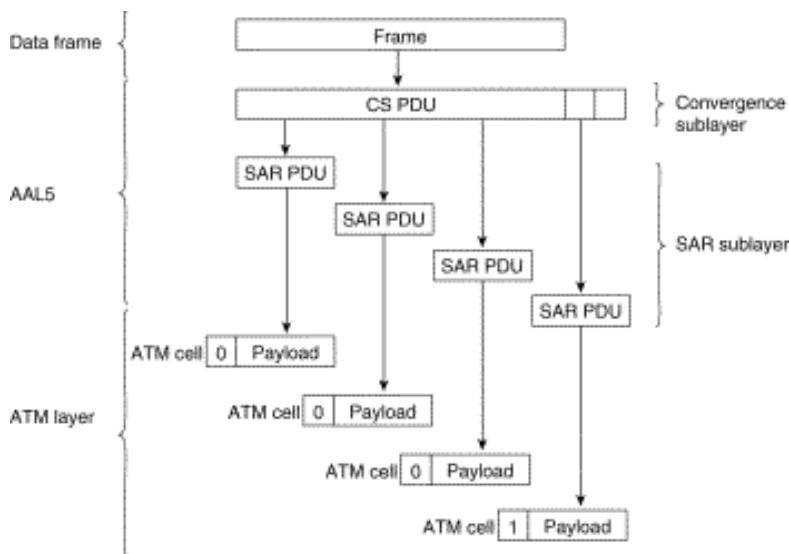 Data frame
Frame
CS PDU
Convergence
sublayer
SAR PDU
AAL5
SAR PDU
SAR sublayer
SAR PDU
SAR PDU
ATM cell 0 Payload
ATM layer
ATM cell 0 Payload
ATM cell 0 Payload
ATM cell 1 Payload